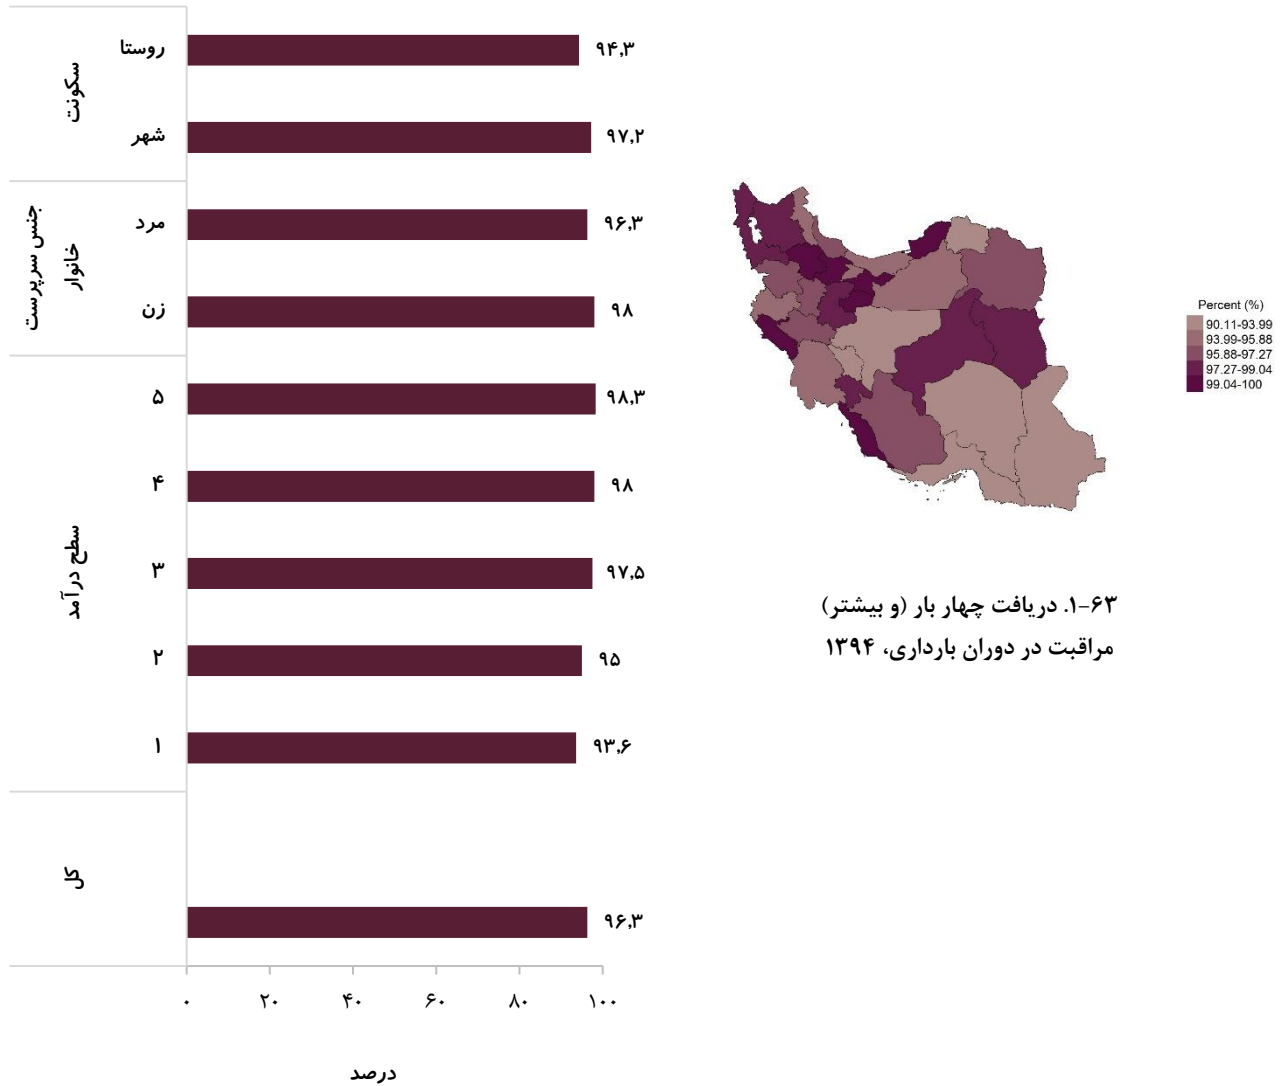 سکونت
روستا
۹۴,۳
شهر
۹۷,۲
جنس سرپرست
خانوار
مرد
۹۶,۳
زن
۹۸
سطح درآمد
۵
۹۸,۳
۴
۹۸
۳
۹۷,۵
۲
۹۵
۱
۹۳,۶
کل
۹۶,۳
۰ ۲۰ ۴۰ ۶۰ ۸۰ ۱۰۰
درصد
Percent (%)
90.11-93.99
93.99-95.88
95.88-97.27
97.27-99.04
99.04-100
۱-۶۳. دریافت چهار بار (و بیشتر)
مراقبت در دوران بارداری، ۱۳۹۴